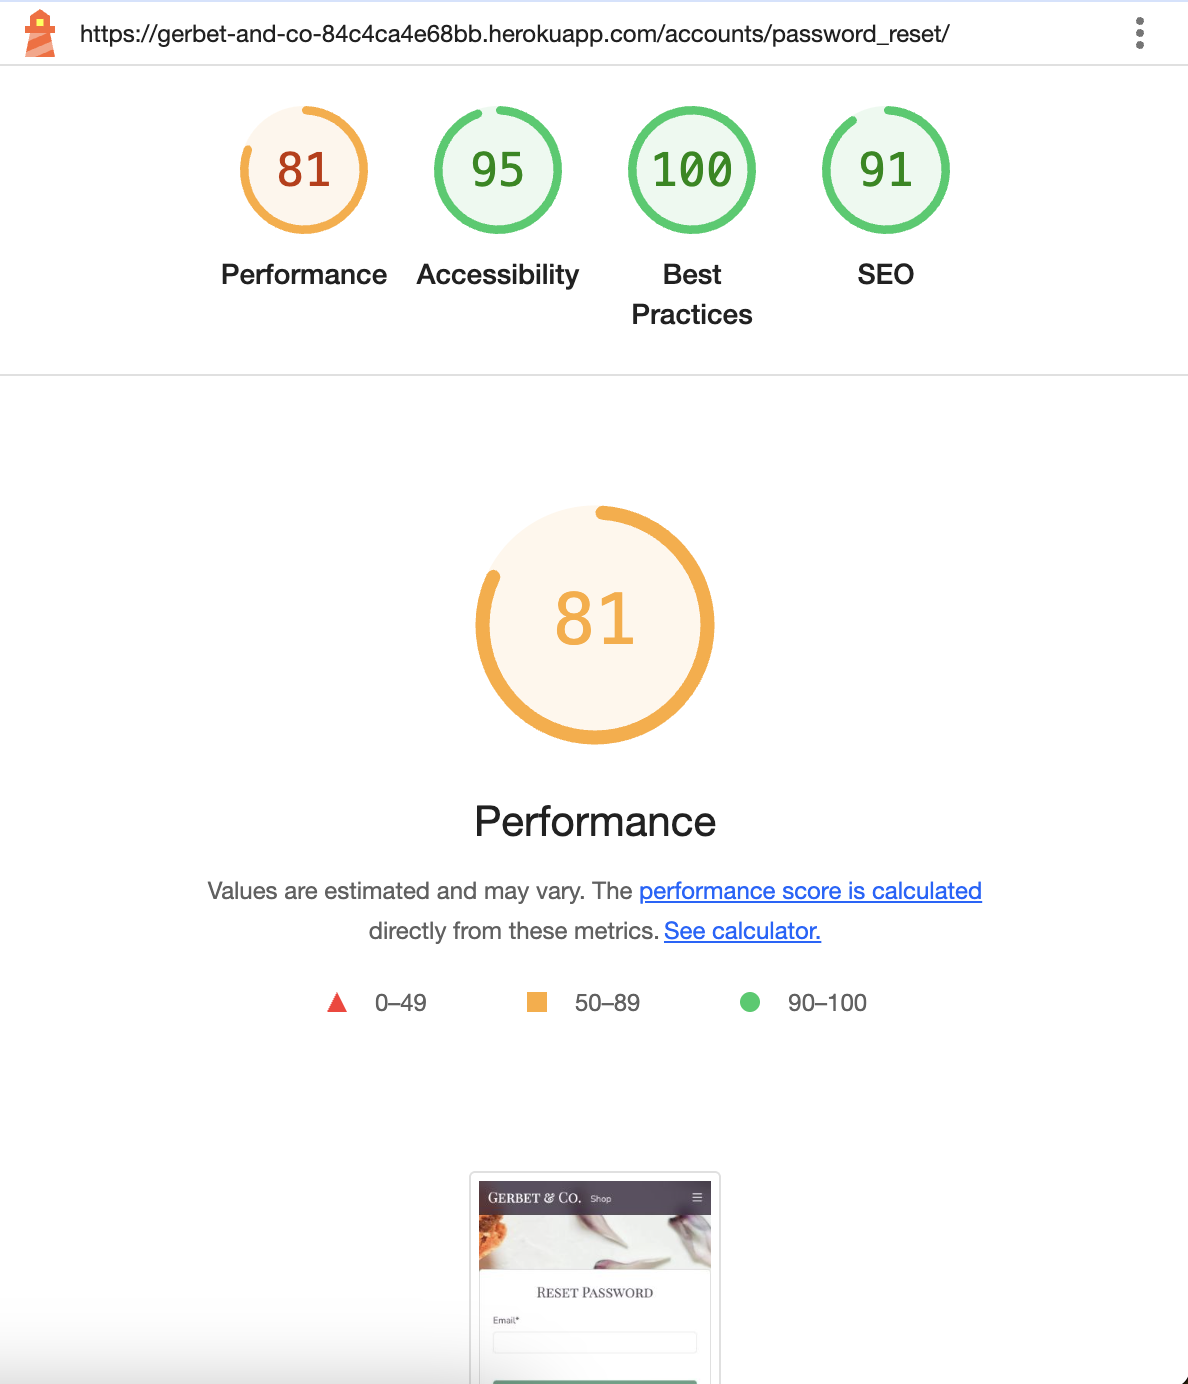 https://gerbet-and-co-84c4ca4e68bb.herokuapp.com/accounts/password_reset/
81 95 100 91
Performance Accessibility Best Practices SEO
81
Performance
Values are estimated and may vary. The performance score is calculated
directly from these metrics. See calculator.
0–49 50–89 90–100
GERBET & CO. Shop
RESET PASSWORD
Email*